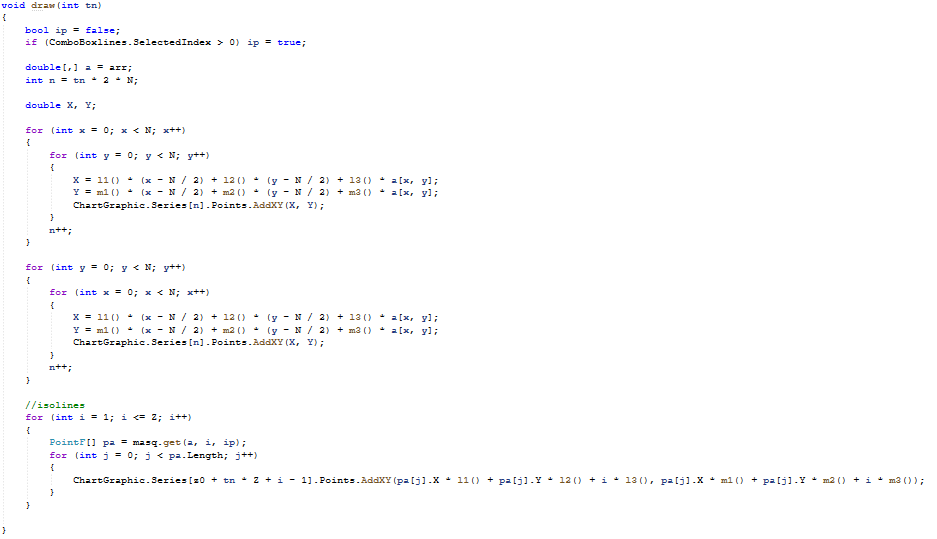 void draw(int tn)
{
bool ip = false;
if (ComboBoxlines.SelectedIndex > 0) ip = true;
double[,] a = arr;
int n = tn * 2 * N;
double X, Y;
for (int x = 0; x < N; x++)
{
for (int y = 0; y < N; y++)
{
X = l1() * (x - N / 2) + l2() * (y - N / 2) + l3() * a[x, y];
Y = m1() * (x - N / 2) + m2() * (y - N / 2) + m3() * a[x, y];
ChartGraphic.Series[n].Points.AddXY(X, Y);
}
n++;
}
for (int y = 0; y < N; y++)
{
for (int x = 0; x < N; x++)
{
X = l1() * (x - N / 2) + l2() * (y - N / 2) + l3() * a[x, y];
Y = m1() * (x - N / 2) + m2() * (y - N / 2) + m3() * a[x, y];
ChartGraphic.Series[n].Points.AddXY(X, Y);
}
n++;
}
//isolines
for (int i = 1; i <= Z; i++)
{
PointF[] pa = masq.get(a, i, ip);
for (int j = 0; j < pa.Length; j++)
{
ChartGraphic.Series[z0 + tn * Z + i - 1].Points.AddXY(pa[j].X * l1() + pa[j].Y * l2() + i * l3(), pa[j].X * m1() + pa[j].Y * m2() + i * m3());
}
}
}